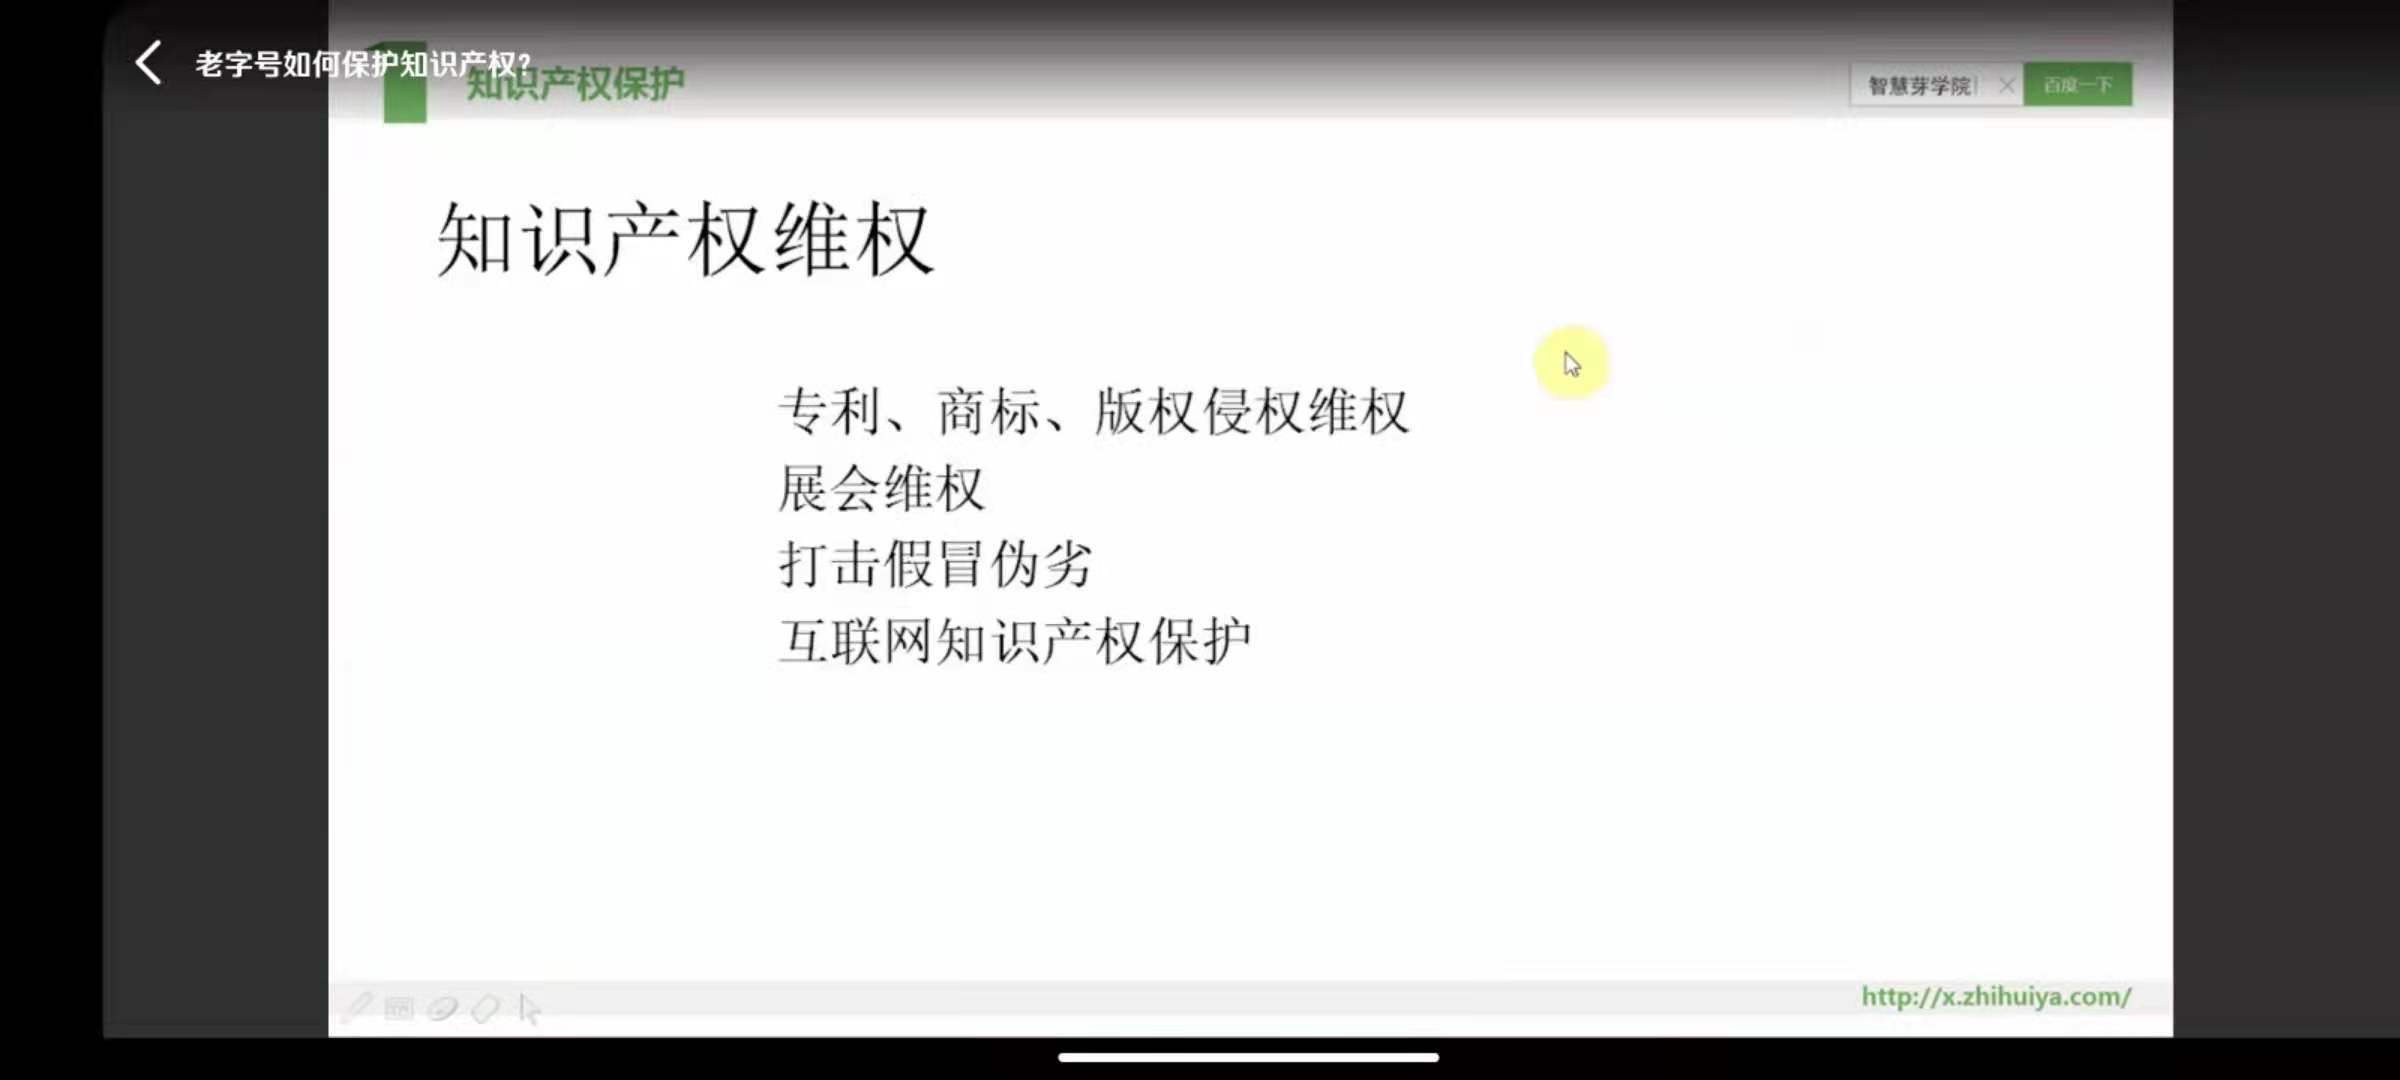 老字号如何保护知识产权?
知识产权保护
智慧芽学院
百度一下
知识产权维权
专利、商标、版权侵权维权
展会维权
打击假冒伪劣
互联网知识产权保护
http://x.zhihuiya.com/